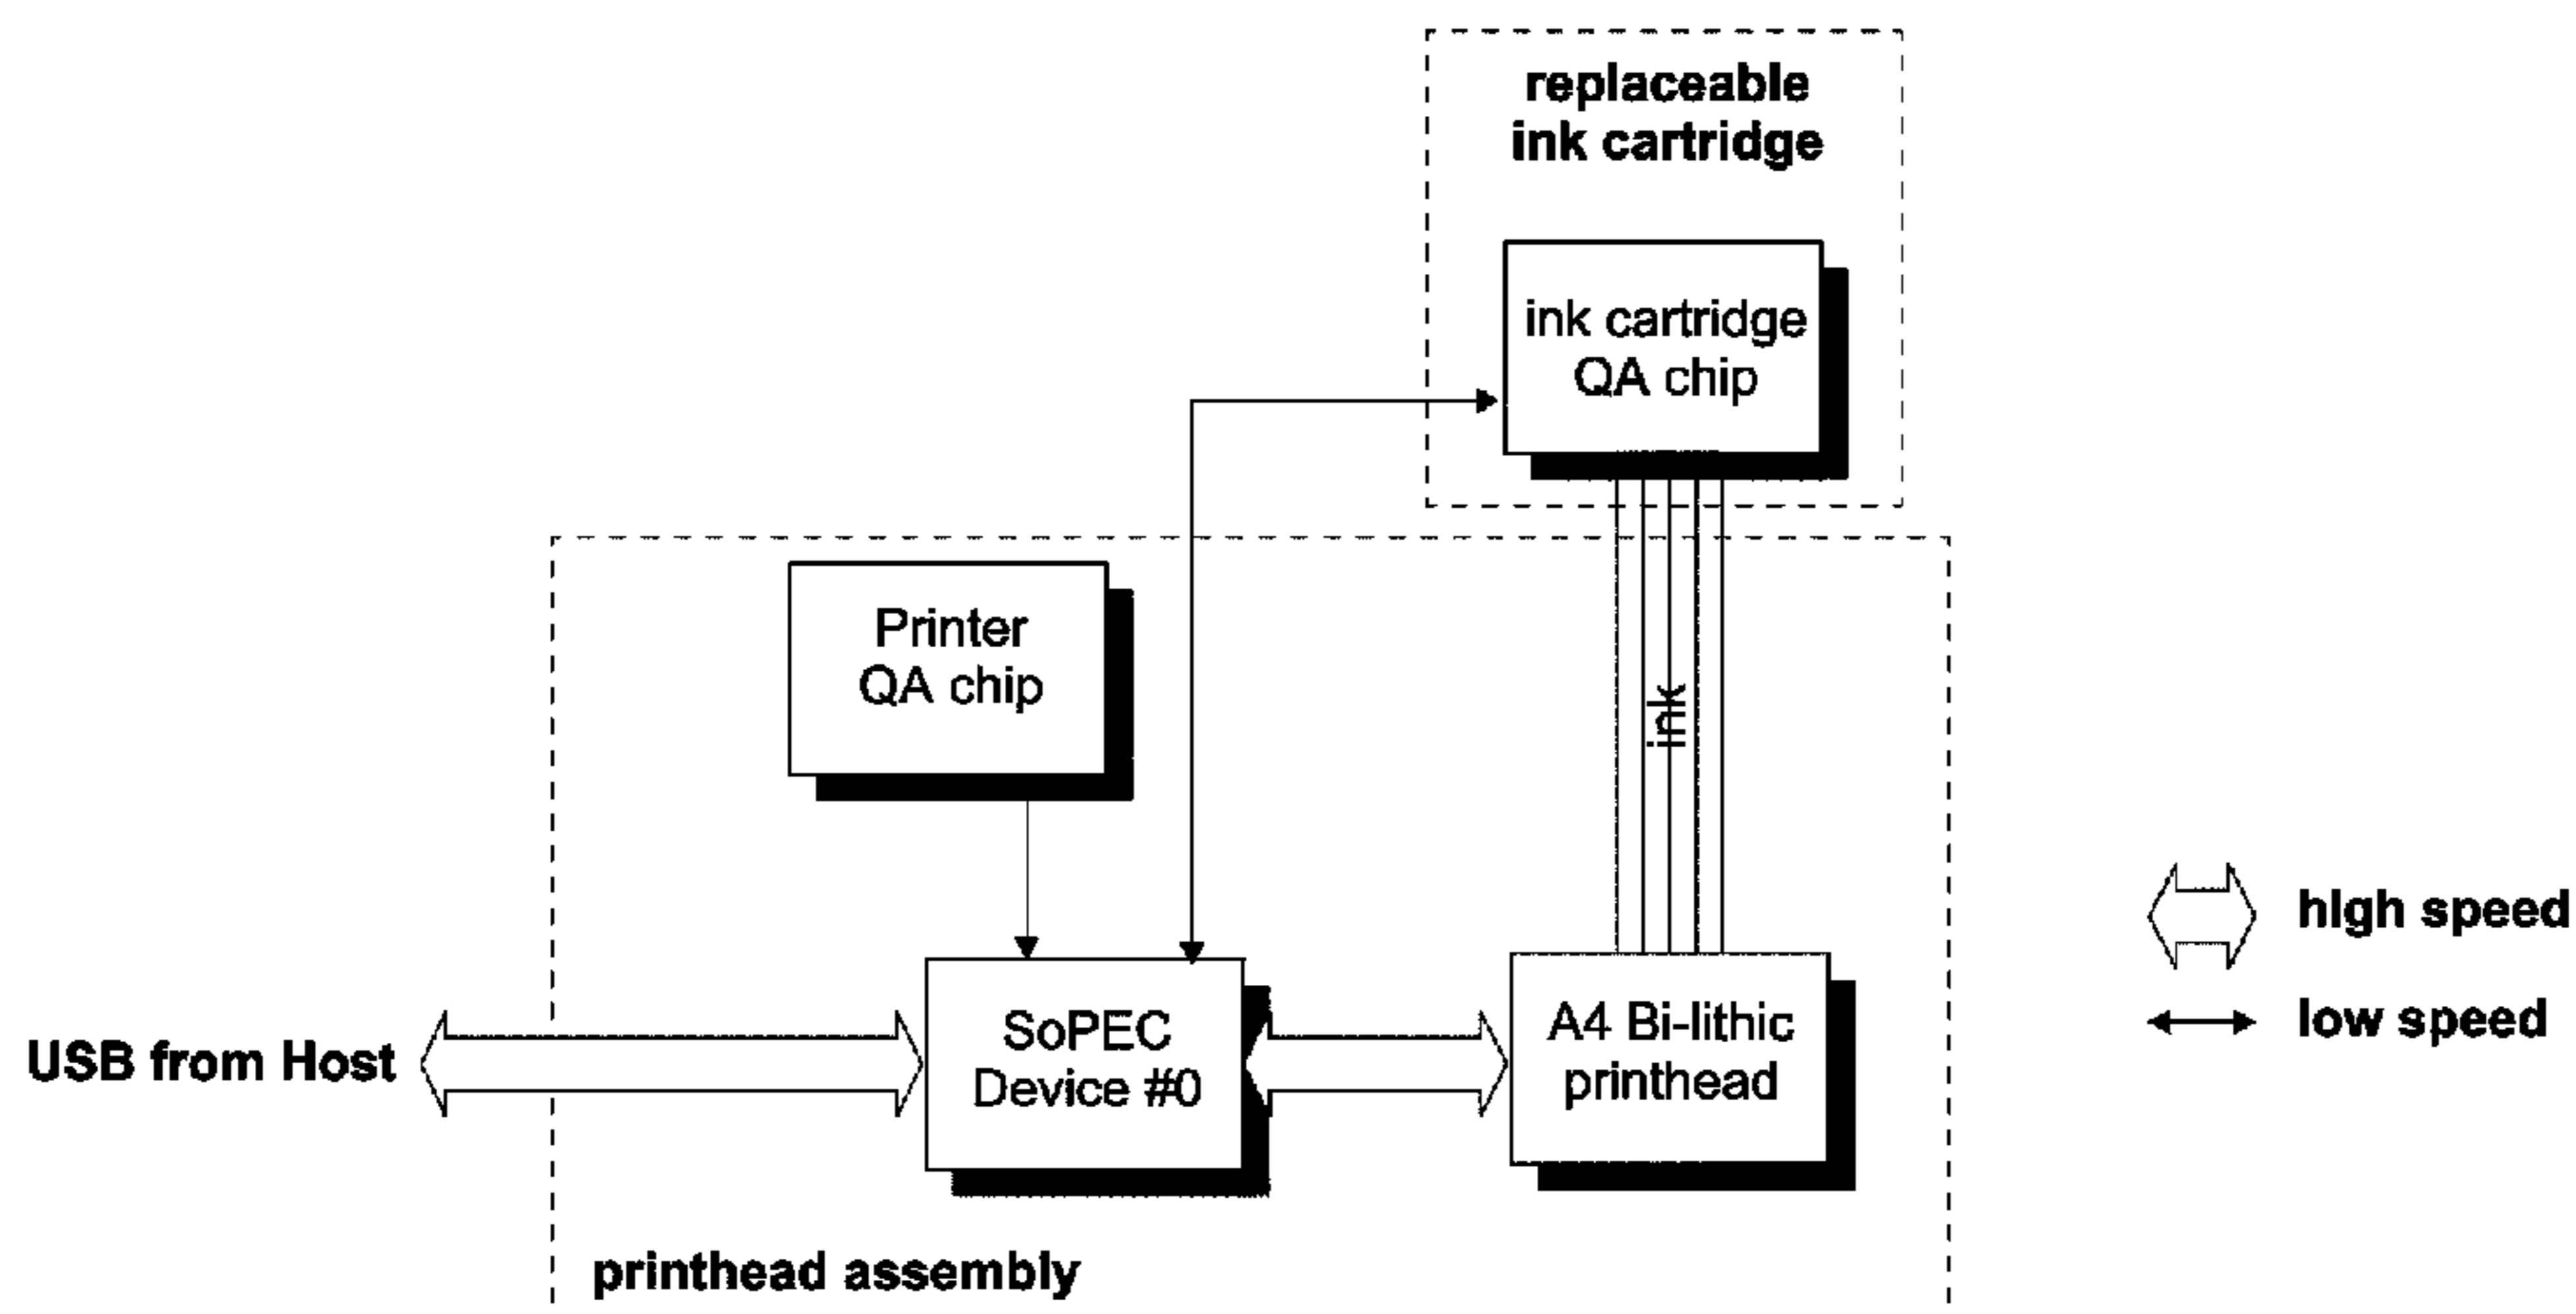 replaceable
ink cartridge
ink cartridge
QA chip
Printer
QA chip
ink
USB from Host
SoPEC
Device #0
A4 Bi-lithic
printhead
high speed
low speed
printhead assembly